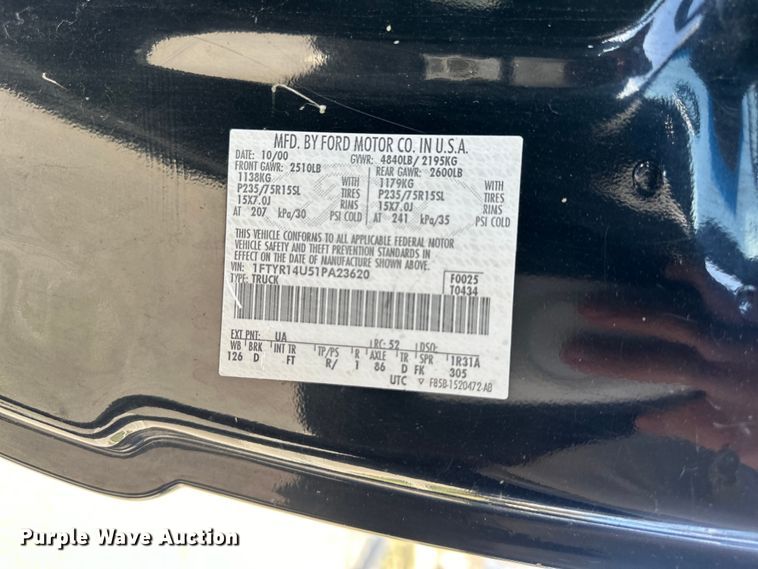 MFD. BY FORD MOTOR CO. IN U.S.A.
DATE: 10/00 GVWR: 4840LB/ 2195KG
FRONT GAWR: 2510LB REAR GAWR: 2600LB
1138KG WITH 1179KG WITH
P235/75R15SL TIRES P235/75R15SL TIRES
15X7.0J RIMS 15X7.0J RIMS
AT 207 kPa/30 PSI COLD AT 241 kPa/35 PSI COLD
THIS VEHICLE CONFORMS TO ALL APPLICABLE FEDERAL MOTOR
VEHICLE SAFETY AND THEFT PREVENTION STANDARDS IN
EFFECT ON THE DATE OF MANUFACTURE SHOWN ABOVE.
VIN: 1FTYR14U51PA23620 F0025
TYPE: TRUCK T0434
EXT PNT: UA RC: 52 DSO:
WB BRK INT TR TP/PS R AXLE TR SPR 1R31A
126 D FT R/ 1 86 D FK 305
UTC F85B-1520472-AB
Purple Wave Auction